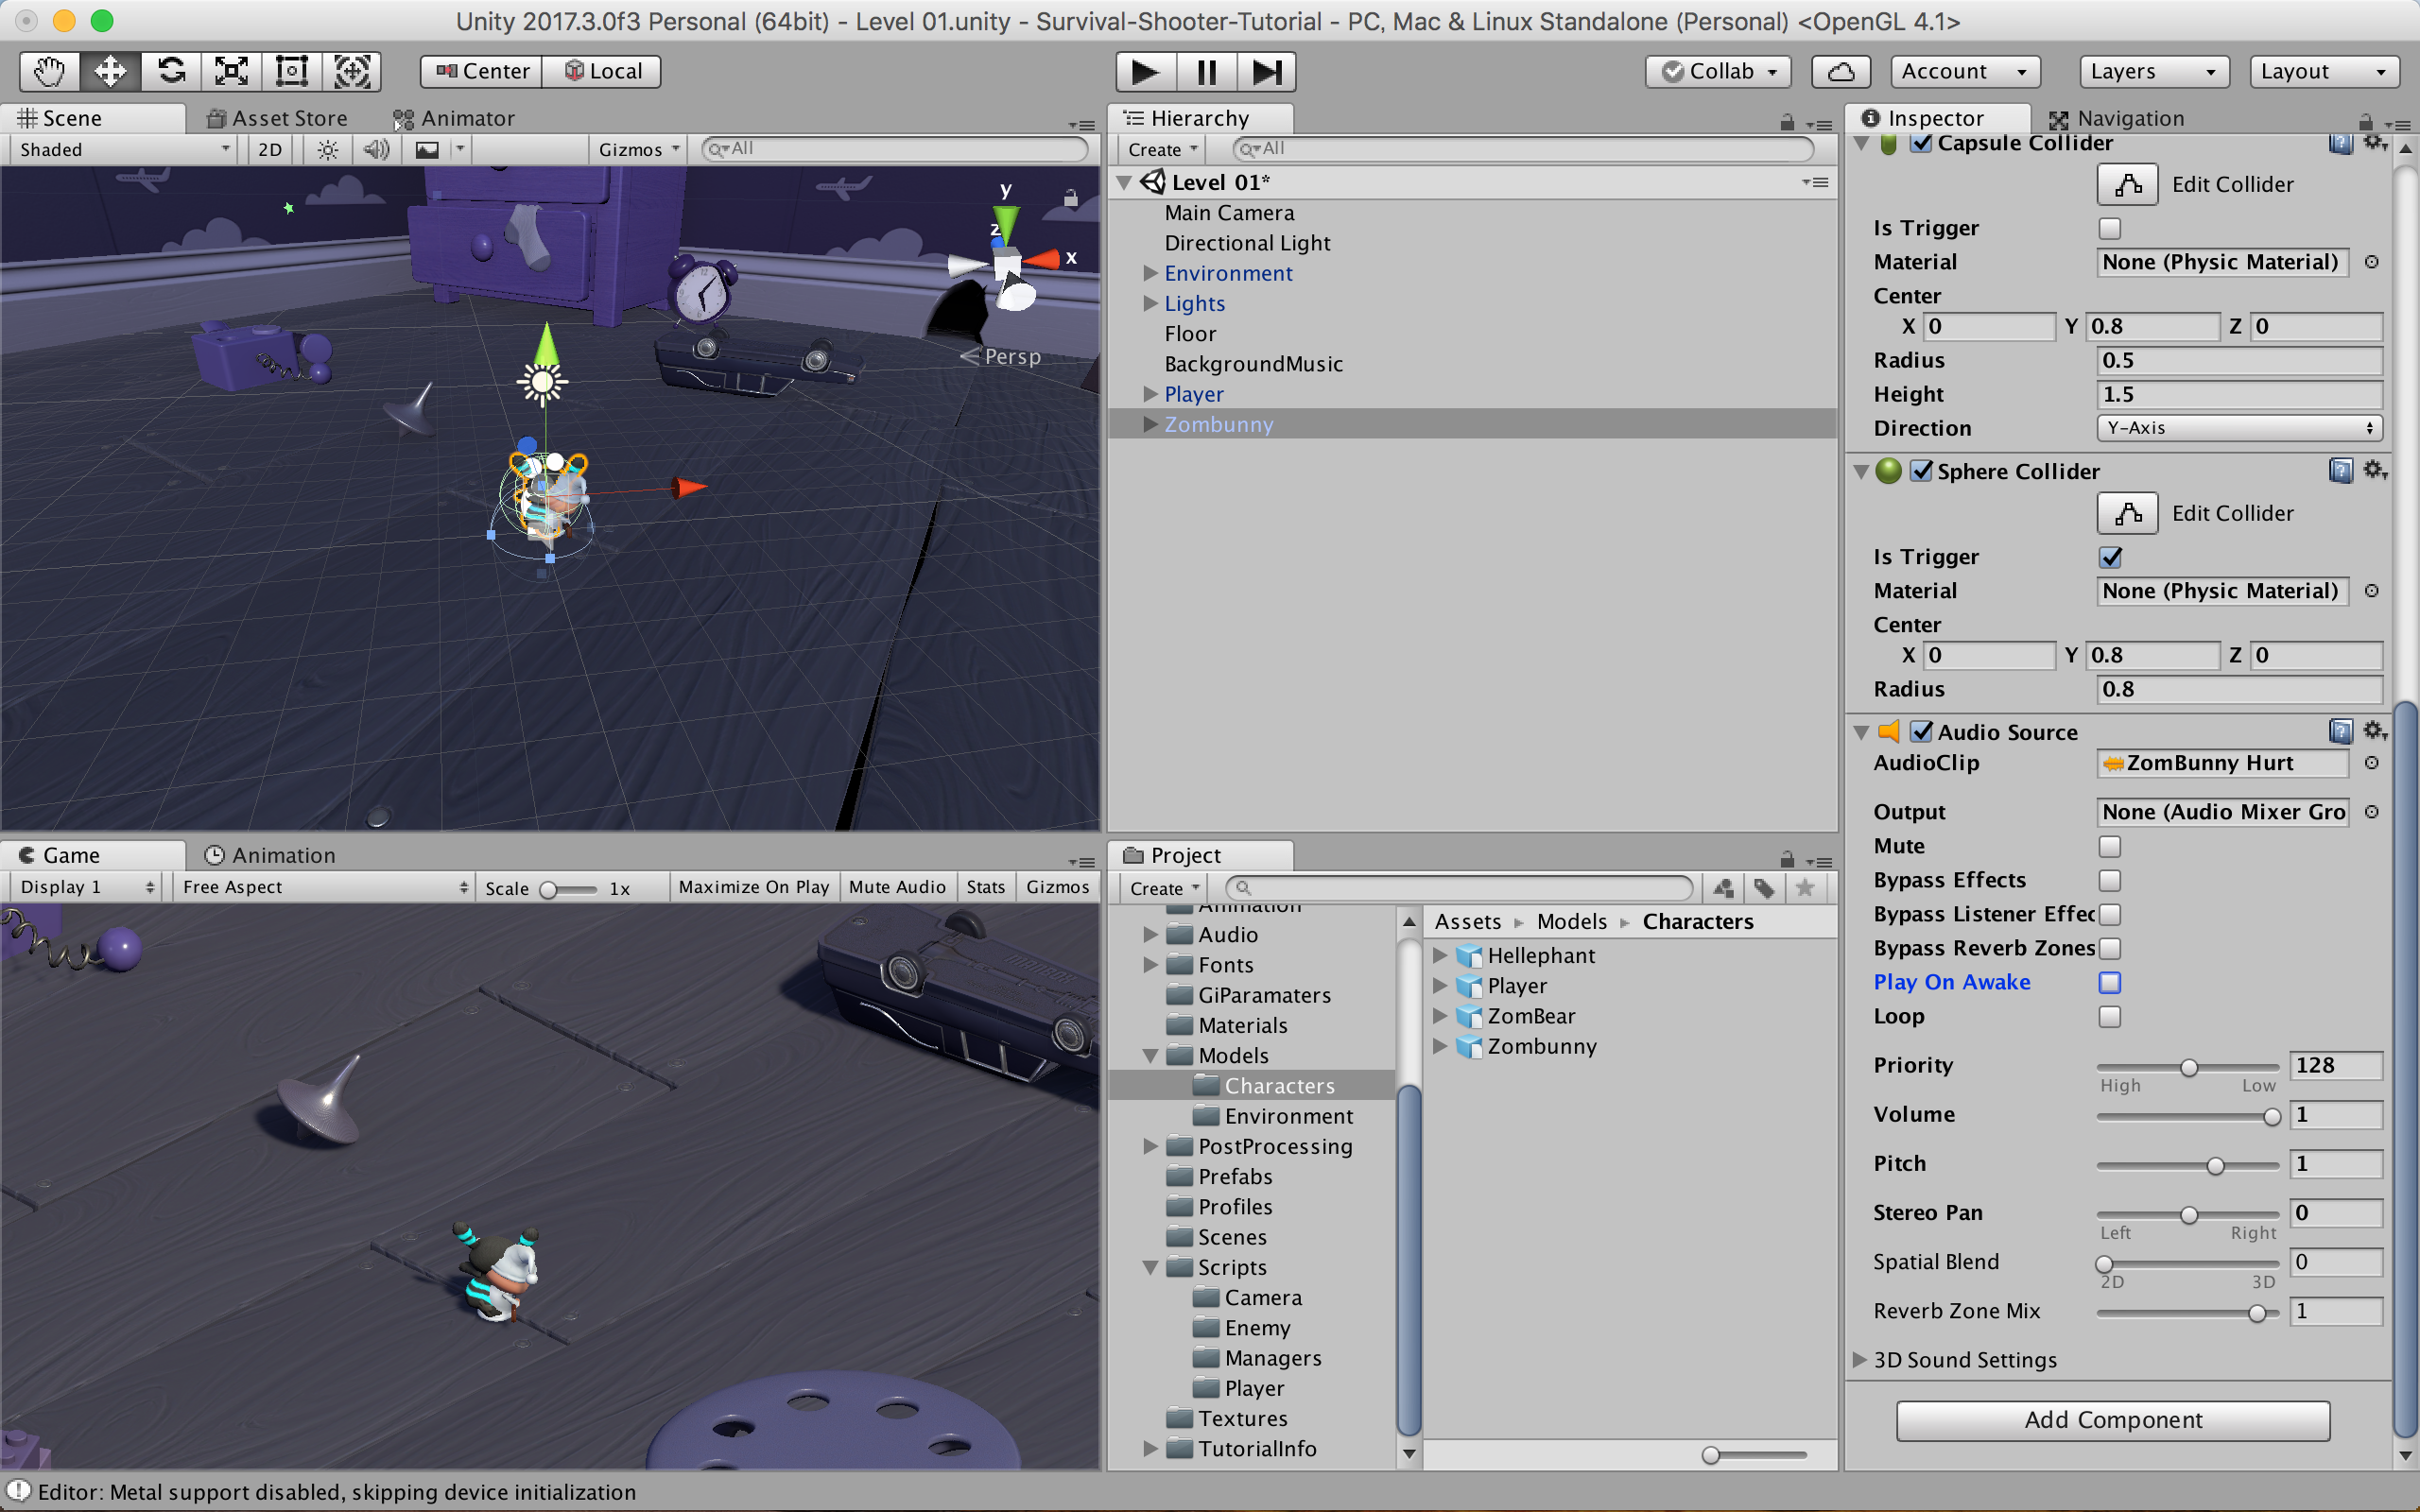 Unity 2017.3.0f3 Personal (64bit) - Level 01.unity - Survival-Shooter-Tutorial - PC, Mac & Linux Standalone (Personal) <OpenGL 4.1>
Center Local Collab Account Layers Layout
Scene Asset Store Animator
Shaded 2D Gizmos All
y
z
x
Persp
Hierarchy
Create All
Level 01*
Main Camera
Directional Light
Environment
Lights
Floor
BackgroundMusic
Player
Zombunny
Inspector Navigation
Capsule Collider
Edit Collider
Is Trigger
Material None (Physic Material)
Center
X 0 Y 0.8 Z 0
Radius 0.5
Height 1.5
Direction Y-Axis
Sphere Collider
Edit Collider
Is Trigger
Material None (Physic Material)
Center
X 0 Y 0.8 Z 0
Radius 0.8
Audio Source
AudioClip ZomBunny Hurt
Output None (Audio Mixer Gro
Mute
Bypass Effects
Bypass Listener Effec
Bypass Reverb Zones
Play On Awake
Loop
Priority 128
High Low
Volume 1
Pitch 1
Stereo Pan 0
Left Right
Spatial Blend 0
2D 3D
Reverb Zone Mix 1
3D Sound Settings
Add Component
Game Animation
Display 1 Free Aspect Scale 1x Maximize On Play Mute Audio Stats Gizmos
Project
Create
Animation
Audio
Fonts
GiParamaters
Materials
Models
Characters
Environment
PostProcessing
Prefabs
Profiles
Scenes
Scripts
Camera
Enemy
Managers
Player
Textures
TutorialInfo
Assets Models Characters
Hellephant
Player
ZomBear
Zombunny
Editor: Metal support disabled, skipping device initialization